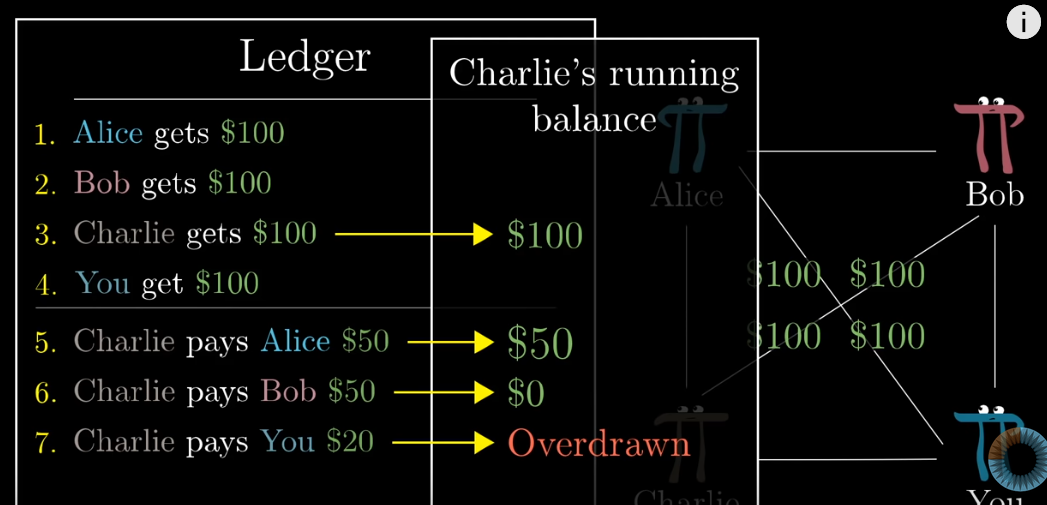 Ledger
1. Alice gets $100
2. Bob gets $100
3. Charlie gets $100
4. You get $100
5. Charlie pays Alice $50
6. Charlie pays Bob $50
7. Charlie pays You $20
Charlie's running
balance
$100
$50
$0
Overdrawn
Alice
Bob
$100 $100
$100 $100
Charlie
You
i